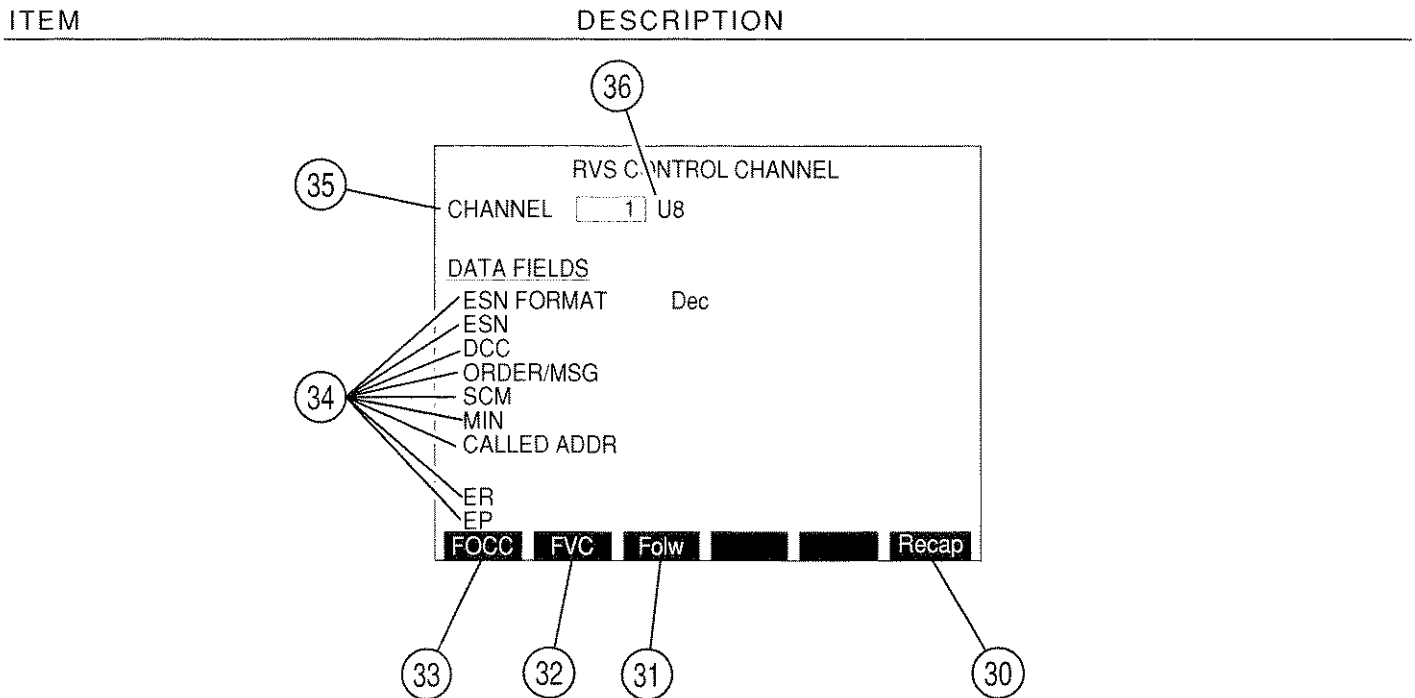 ITEM DESCRIPTION
36
RVS CONTROL CHANNEL
35
CHANNEL 1 U8
DATA FIELDS
ESN FORMAT Dec
ESN
DCC
ORDER/MSG
34
SCM
MIN
CALLED ADDR
ER
EP
FOCC FVC Folw Recap
33 32 31 30